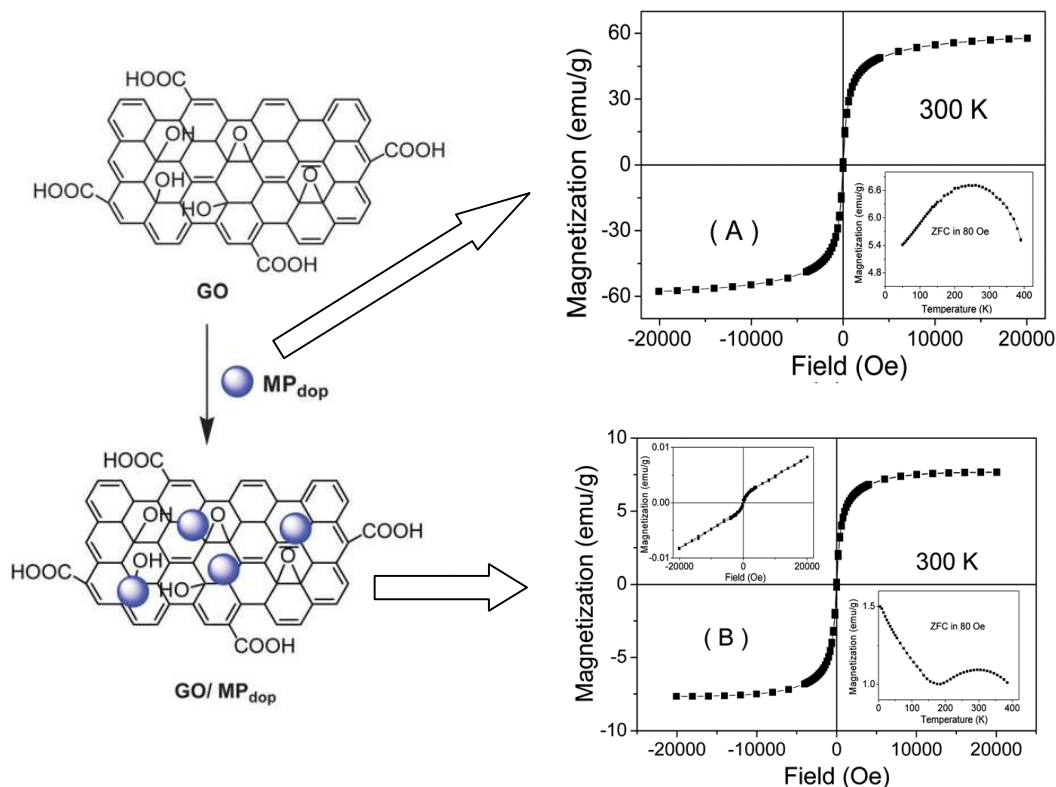 HOOC
OH
O
COOH
HOOC
OH
O
HO
COOH
GO
MPdop
HOOC
OH
O
COOH
HOOC
OH
O
HO
COOH
GO/ MPdop
Magnetization (emu/g)
60
30
0
-30
-60
300 K
( A )
Magnetization (emu/g)
6.6
6.0
5.4
4.8
ZFC in 80 Oe
0 100 200 300 400
Temperature (K)
-20000 -10000 0 10000 20000
Field (Oe)
Magnetization (emu/g)
10
5
0
-5
-10
Magnetization (emu/g)
0.01
0.00
-0.01
-20000 0 20000
Field (Oe)
300 K
( B )
Magnetization (emu/g)
1.5
1.0
ZFC in 80 Oe
0 100 200 300 400
Temperature (K)
-20000 -10000 0 10000 20000
Field (Oe)